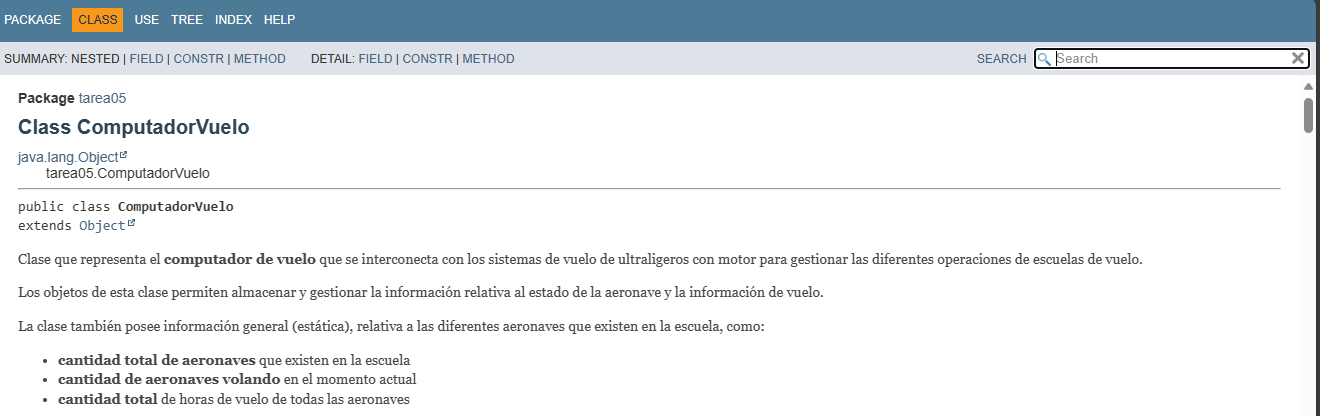 PACKAGE CLASS USE TREE INDEX HELP
SUMMARY: NESTED | FIELD | CONSTR | METHOD DETAIL: FIELD | CONSTR | METHOD SEARCH Search
Package tarea05
Class ComputadorVuelo
java.lang.Object
tarea05.ComputadorVuelo
public class ComputadorVuelo
extends Object
Clase que representa el computador de vuelo que se interconecta con los sistemas de vuelo de ultraligeros con motor para gestionar las diferentes operaciones de escuelas de vuelo.
Los objetos de esta clase permiten almacenar y gestionar la información relativa al estado de la aeronave y la información de vuelo.
La clase también posee información general (estática), relativa a las diferentes aeronaves que existen en la escuela, como:
• cantidad total de aeronaves que existen en la escuela
• cantidad de aeronaves volando en el momento actual
• cantidad total de horas de vuelo de todas las aeronaves